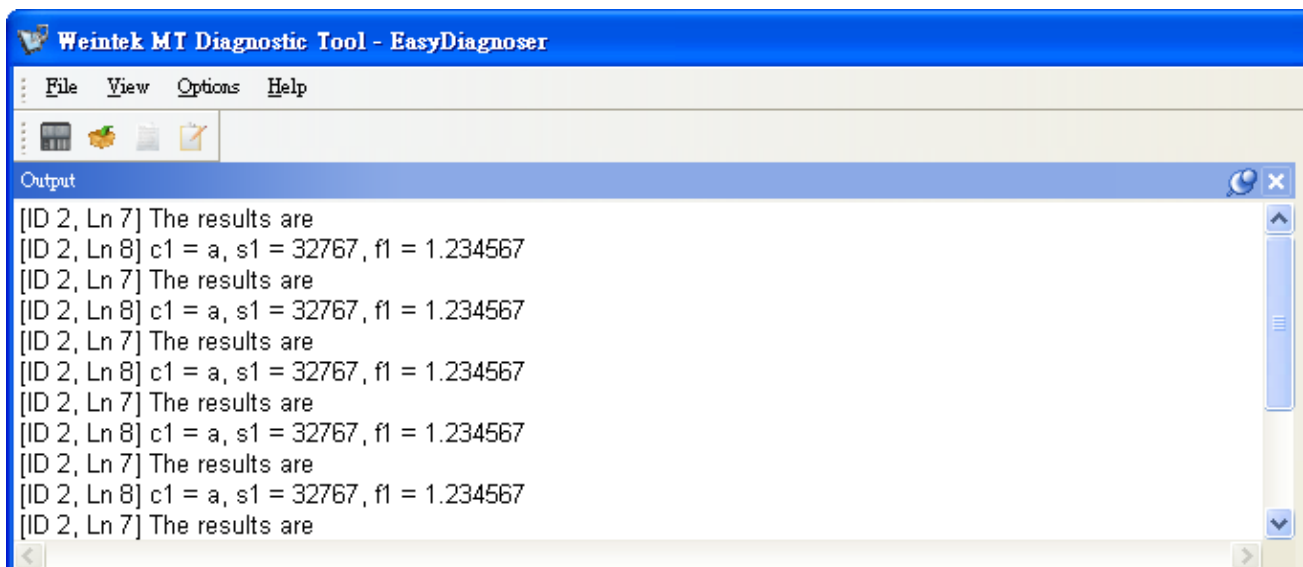 Weintek MT Diagnostic Tool - EasyDiagnoser
File View Options Help
Output
[ID 2, Ln 7] The results are
[ID 2, Ln 8] c1 = a, s1 = 32767, f1 = 1.234567
[ID 2, Ln 7] The results are
[ID 2, Ln 8] c1 = a, s1 = 32767, f1 = 1.234567
[ID 2, Ln 7] The results are
[ID 2, Ln 8] c1 = a, s1 = 32767, f1 = 1.234567
[ID 2, Ln 7] The results are
[ID 2, Ln 8] c1 = a, s1 = 32767, f1 = 1.234567
[ID 2, Ln 7] The results are
[ID 2, Ln 8] c1 = a, s1 = 32767, f1 = 1.234567
[ID 2, Ln 7] The results are